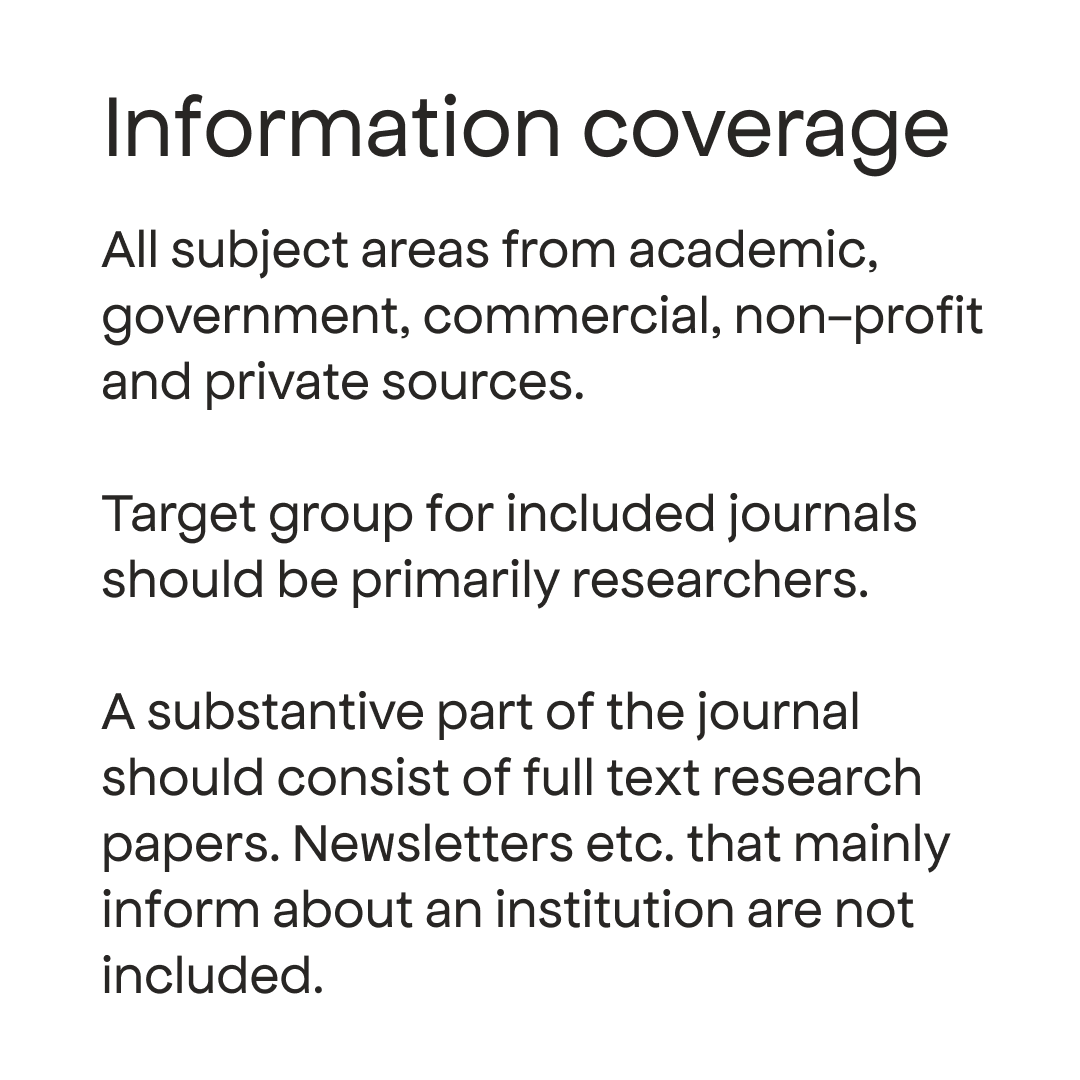 Information coverage
All subject areas from academic,
government, commercial, non–profit
and private sources.
Target group for included journals
should be primarily researchers.
A substantive part of the journal
should consist of full text research
papers. Newsletters etc. that mainly
inform about an institution are not
included.